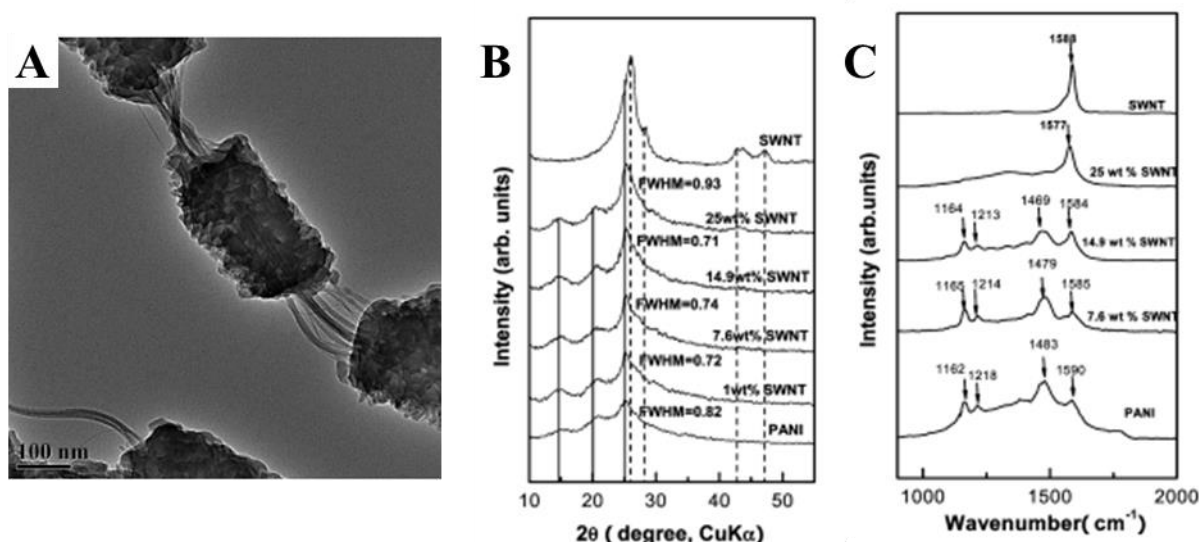 A
100 nm
B
SWNT
FWHM=0.93
25wt% SWNT
FWHM=0.71
14.9wt% SWNT
FWHM=0.74
7.6wt% SWNT
FWHM=0.72
1wt% SWNT
FWHM=0.82
PANI
Intensity (arb. units)
10 20 30 40 50
2θ ( degree, CuKα)
C
1588
SWNT
1577
25 wt % SWNT
1164 1213 1469 1584
14.9 wt % SWNT
1165 1214 1479 1585
7.6 wt % SWNT
1162 1218 1483 1590
PANI
Intensity (arb.units)
1000 1500 2000
Wavenumber( cm⁻¹)